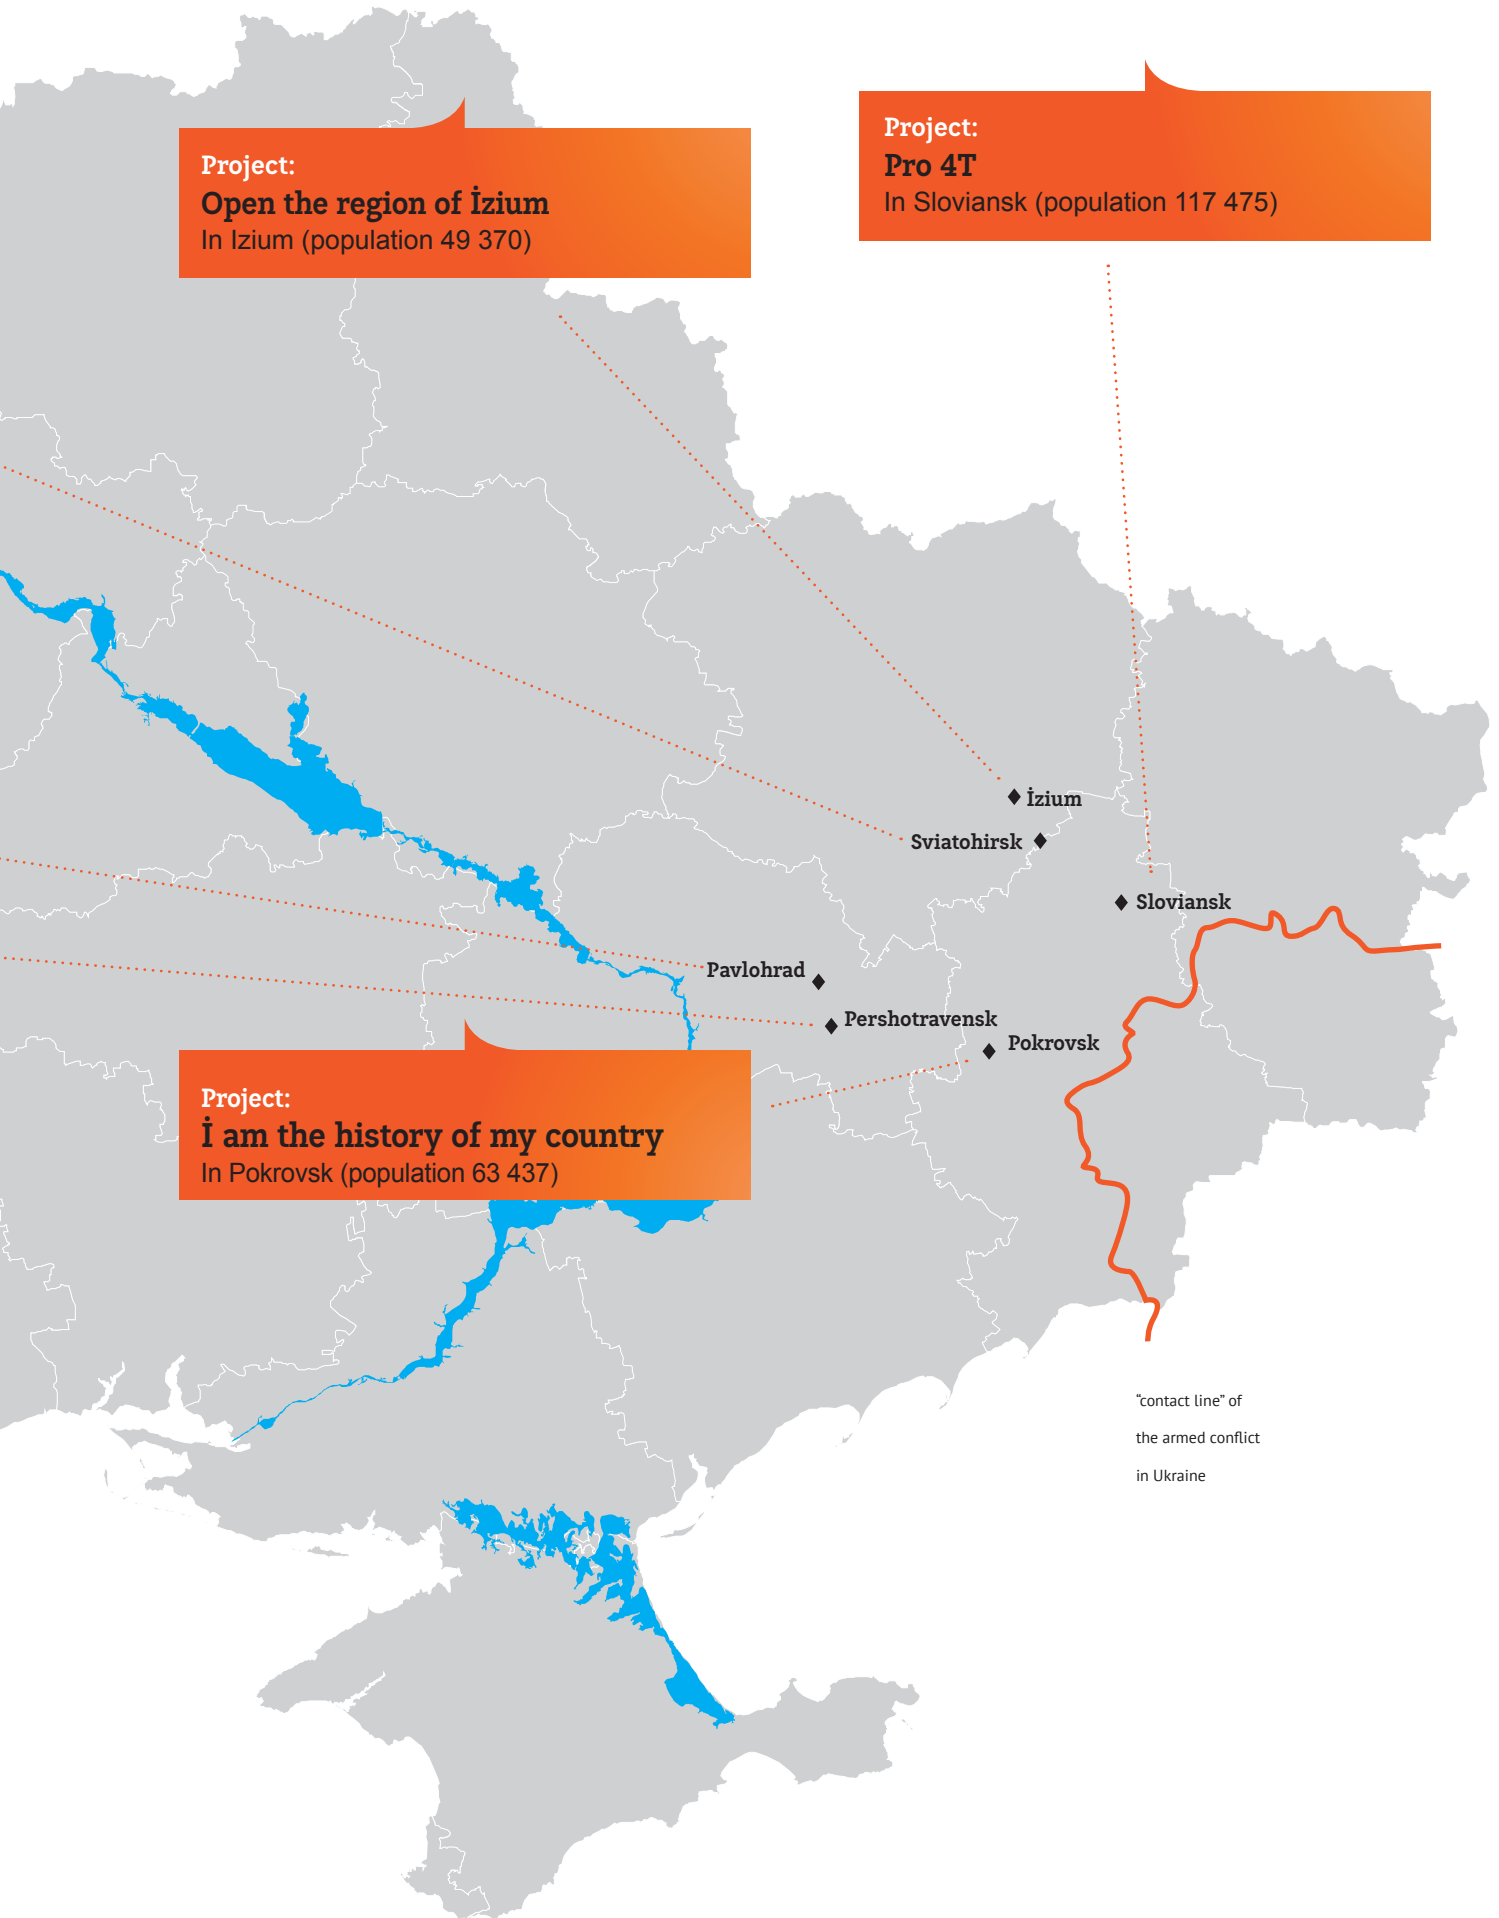 Project:
Open the region of İzium
In Izium (population 49 370)
Project:
Pro 4T
In Sloviansk (population 117 475)
İzium
Sviatohirsk
Sloviansk
Pavlohrad
Pershotravensk
Pokrovsk
Project:
İ am the history of my country
In Pokrovsk (population 63 437)
“contact line” of
the armed conflict
in Ukraine